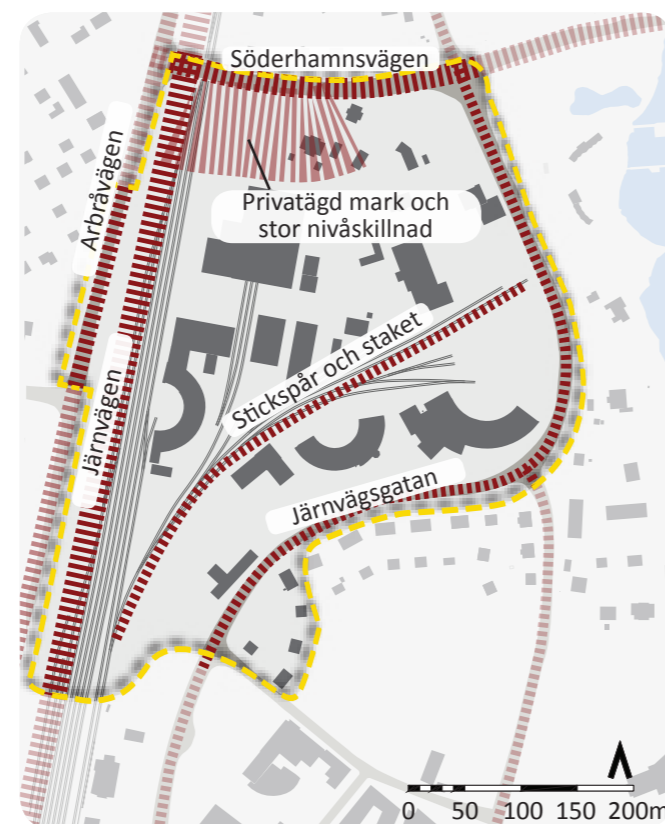 Söderhamnsvägen
Arbråvägen
Privatägd mark och
stor nivåskillnad
Stickspår och staket
Järnvägen
Järnvägsgatan
0 50 100 150 200m